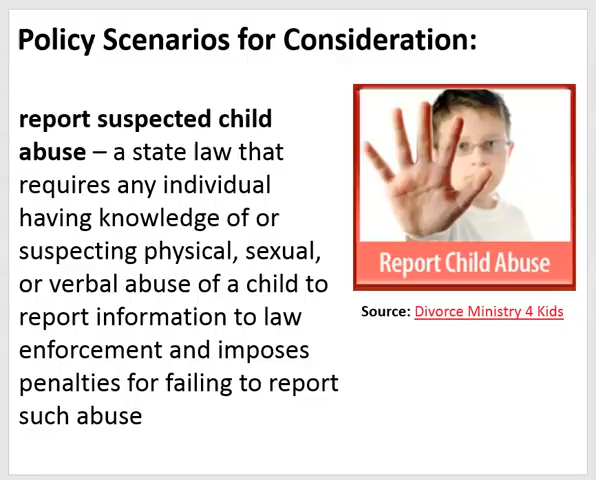 Policy Scenarios for Consideration:
report suspected child
abuse – a state law that
requires any individual
having knowledge of or
suspecting physical, sexual,
or verbal abuse of a child to
report information to law
enforcement and imposes
penalties for failing to report
such abuse
Report Child Abuse
Source: Divorce Ministry 4 Kids